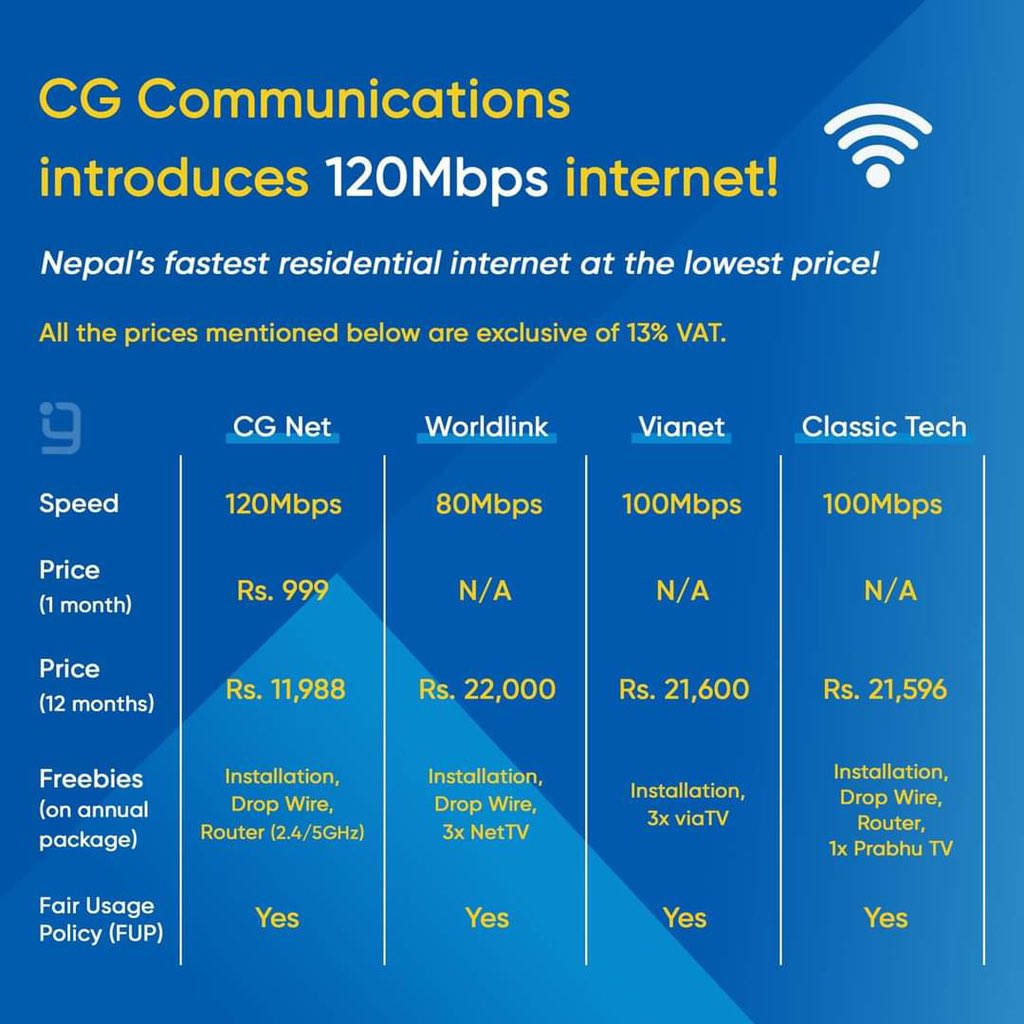 CG Communications
introduces 120Mbps internet!
Nepal's fastest residential internet at the lowest price!
All the prices mentioned below are exclusive of 13% VAT.
CG Net Worldlink Vianet Classic Tech
Speed 120Mbps 80Mbps 100Mbps 100Mbps
Price
(1 month) Rs. 999 N/A N/A N/A
Price
(12 months) Rs. 11,988 Rs. 22,000 Rs. 21,600 Rs. 21,596
Freebies
(on annual
package)
Installation,
Drop Wire,
Router (2.4/5GHz)
Installation,
Drop Wire,
3x NetTV
Installation,
3x viaTV
Installation,
Drop Wire,
Router,
1x Prabhu TV
Fair Usage
Policy (FUP) Yes Yes Yes Yes